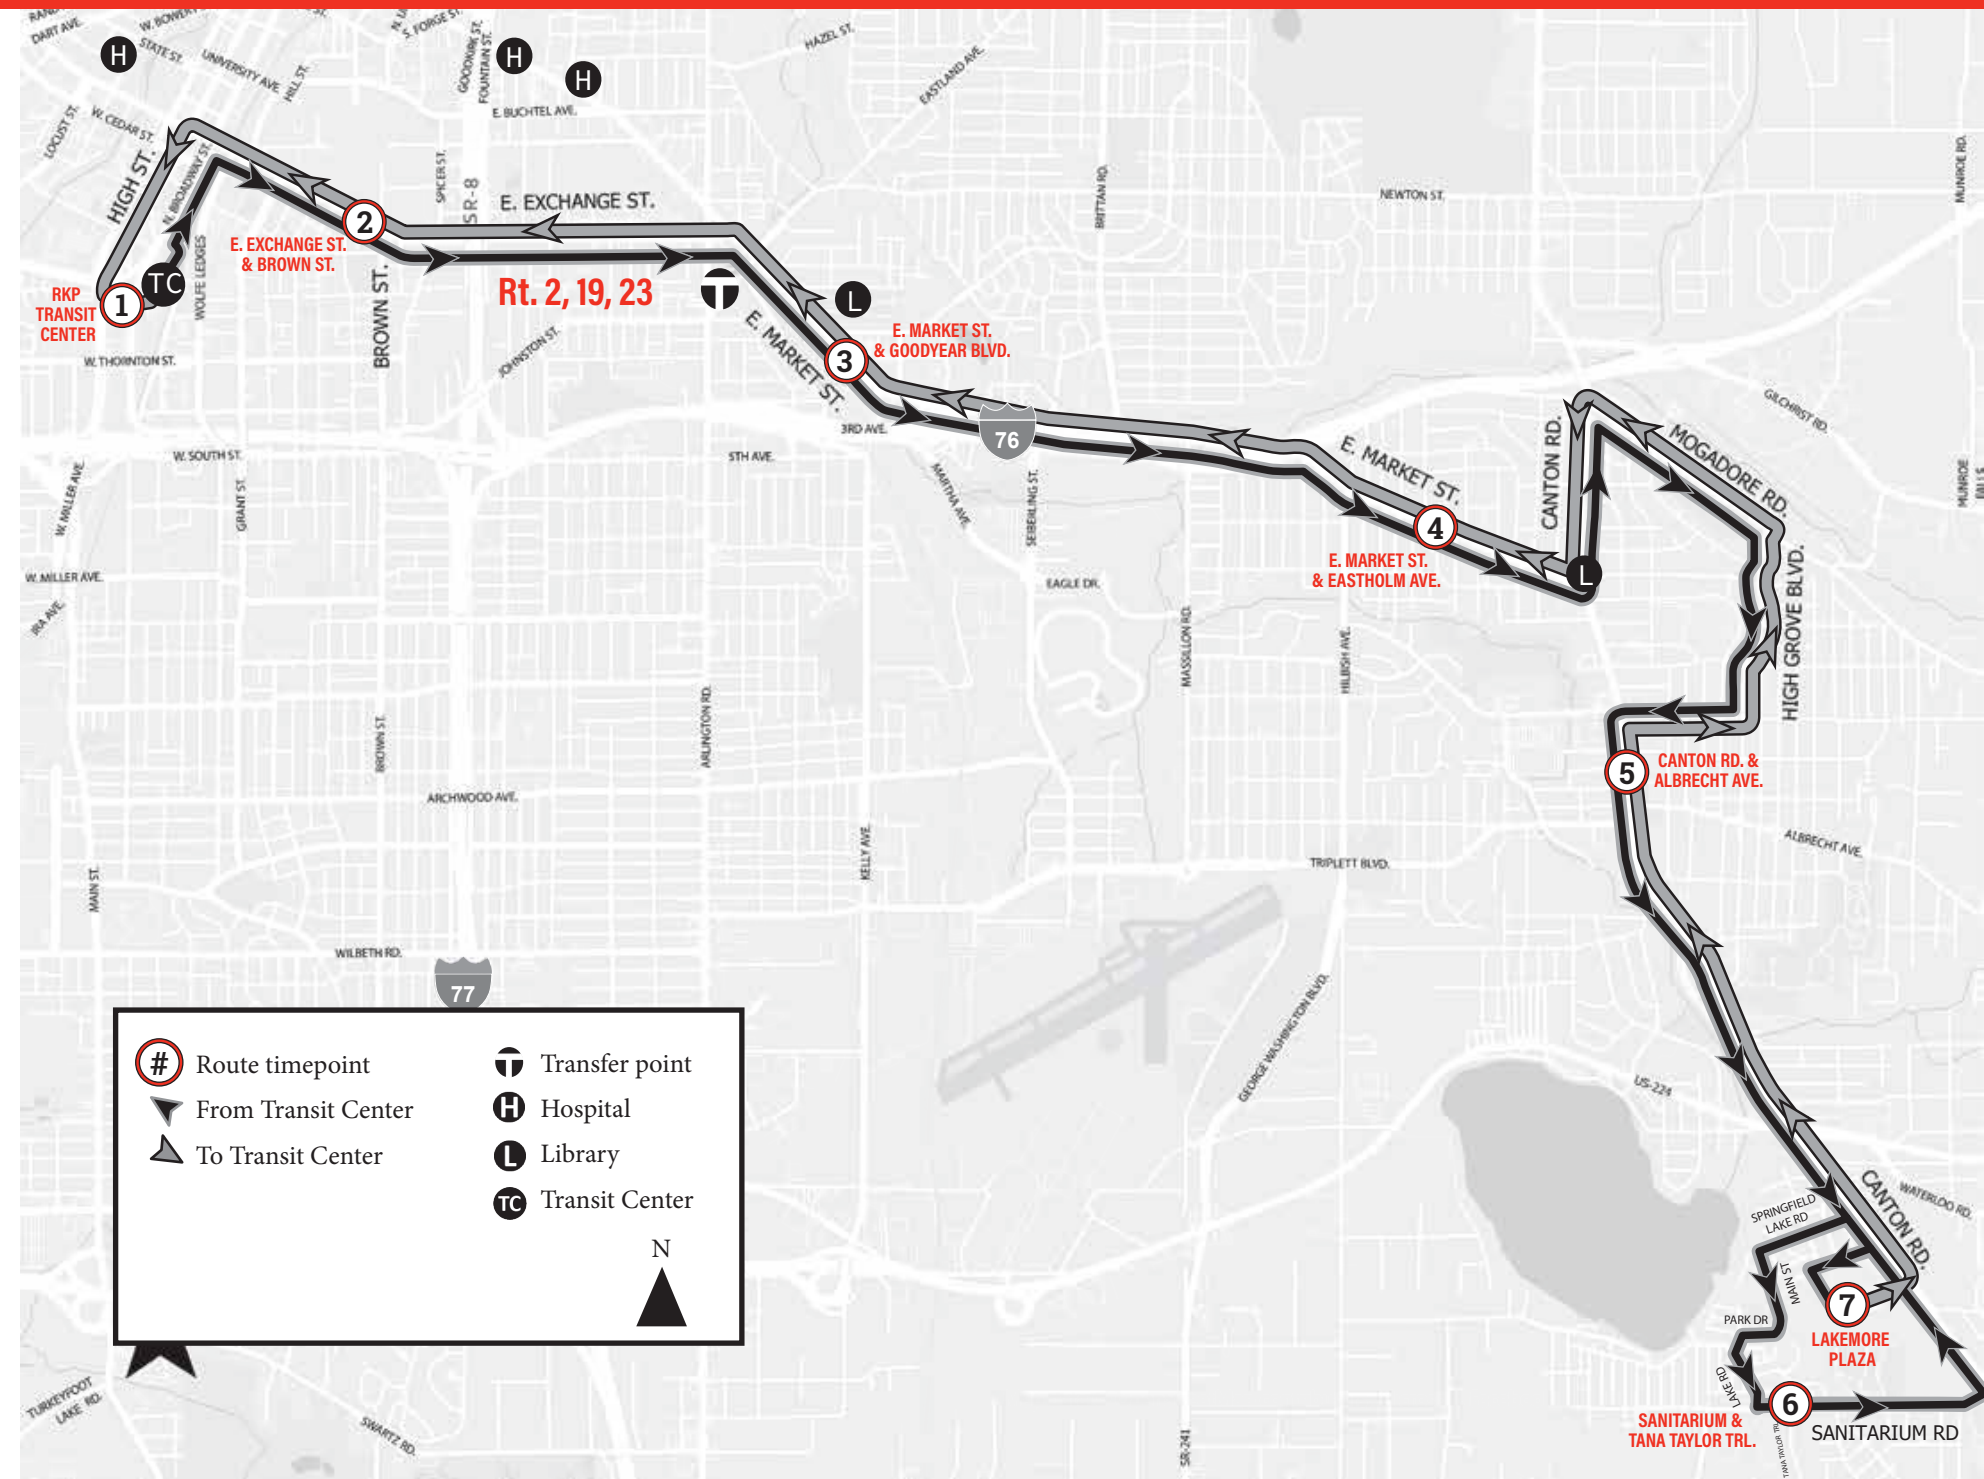 DART AVE.
W. BOWERY ST.
STATE ST.
UNIVERSITY AVE.
HILL ST.
S. FORGE ST.
GOODKIRK ST.
FOUNTAIN ST.
HAZEL ST.
EASTLAND AVE.
H
H
H
E. BUCHTEL AVE.
LOCUST ST.
W. CEDAR ST.
HIGH ST.
N. BROADWAY ST.
SPICER ST.
SR-8
E. EXCHANGE ST.
BRITTAN RD.
NEWTON ST.
MUNROE RD.
2
E. EXCHANGE ST.
& BROWN ST.
WOLFE LEDGES
TC
1
RKP
TRANSIT
CENTER
BROWN ST.
Rt. 2, 19, 23
T
L
E. MARKET ST.
& GOODYEAR BLVD.
3
E. MARKET ST.
JOHNSTON ST.
W. THORNTON ST.
3RD AVE.
76
5TH AVE.
W. SOUTH ST.
W. MILLER AVE.
GRANT ST.
MARTHA AVE.
SEIBERLING ST.
E. MARKET ST.
CANTON RD.
MOGADORE RD.
GILCHRIST RD.
MUNROE
FALLS
4
E. MARKET ST.
& EASTHOLM AVE.
L
W. MILLER AVE.
IRA AVE.
EAGLE DR.
MASSILLON RD.
HILBISH AVE.
HIGH GROVE BLVD.
BROWN ST.
ARLINGTON RD.
5
CANTON RD. &
ALBRECHT AVE.
ARCHWOOD AVE.
KELLY AVE.
TRIPLETT BLVD.
ALBRECHT AVE.
MAIN ST.
WILBETH RD.
77
GEORGE WASHINGTON BLVD.
US-224
# Route timepoint
From Transit Center
To Transit Center
T Transfer point
H Hospital
L Library
TC Transit Center
N
CANTON RD.
WATERLOO RD.
SPRINGFIELD
LAKE RD
MAIN ST
PARK DR
7
LAKEMORE
PLAZA
LAKE RD
6
SANITARIUM &
TANA TAYLOR TRL.
SANITARIUM RD
TANA TAYLOR TRL
TURKEYFOOT
LAKE RD.
SWARTZ RD.
SR-241